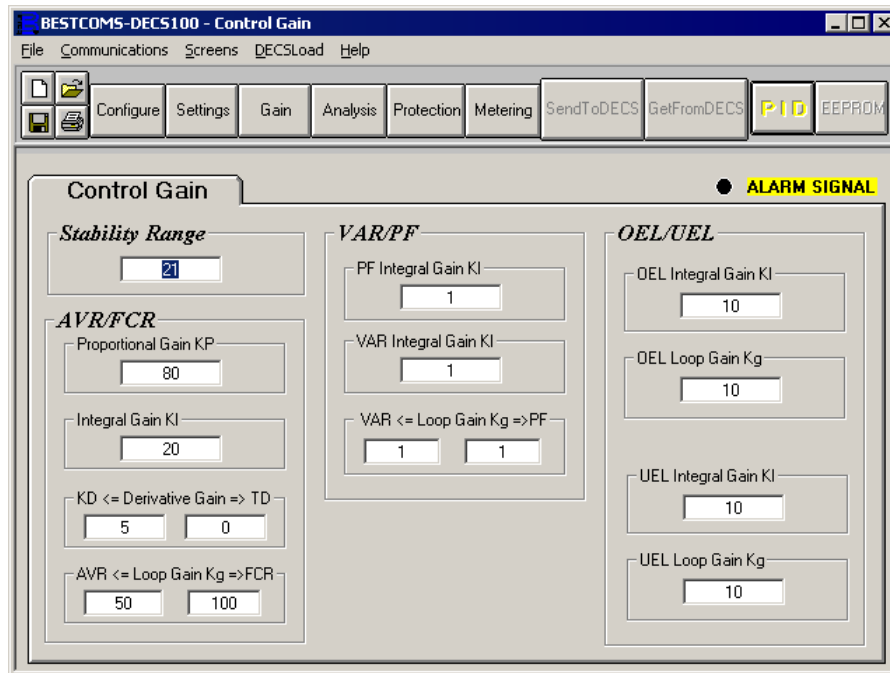 BESTCOMS-DECS100 - Control Gain
File Communications Screens DECSLoad Help
Configure Settings Gain Analysis Protection Metering SendToDECS GetFromDECS PID EEPROM
Control Gain
ALARM SIGNAL
Stability Range
21
AVR/FCR
Proportional Gain KP
80
Integral Gain KI
20
KD <= Derivative Gain => TD
5 0
AVR <= Loop Gain Kg =>FCR
50 100
VAR/PF
PF Integral Gain KI
1
VAR Integral Gain KI
1
VAR <= Loop Gain Kg =>PF
1 1
OEL/UEL
OEL Integral Gain KI
10
OEL Loop Gain Kg
10
UEL Integral Gain KI
10
UEL Loop Gain Kg
10